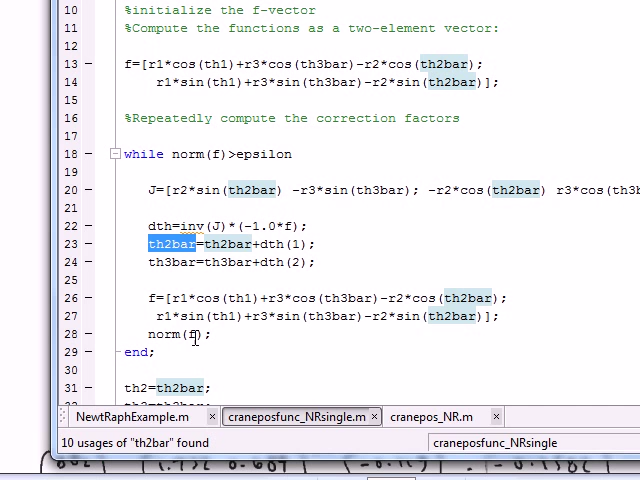 10 %initialize the f-vector
11 %Compute the functions as a two-element vector:
12
13 – f=[r1*cos(th1)+r3*cos(th3bar)-r2*cos(th2bar);
14 – r1*sin(th1)+r3*sin(th3bar)-r2*sin(th2bar)];
15
16 %Repeatedly compute the correction factors
17
18 – while norm(f)>epsilon
19
20 – J=[r2*sin(th2bar) -r3*sin(th3bar); -r2*cos(th2bar) r3*cos(th3b
21
22 – dth=inv(J)*(-1.0*f);
23 – th2bar=th2bar+dth(1);
24 – th3bar=th3bar+dth(2);
25
26 – f=[r1*cos(th1)+r3*cos(th3bar)-r2*cos(th2bar);
27 – r1*sin(th1)+r3*sin(th3bar)-r2*sin(th2bar)];
28 – norm(f);
29 – end;
30
31 – th2=th2bar;
NewtRaphExample.m × craneposfunc_NRsingle.m × cranepos_NR.m ×
10 usages of "th2bar" found craneposfunc_NRsingle